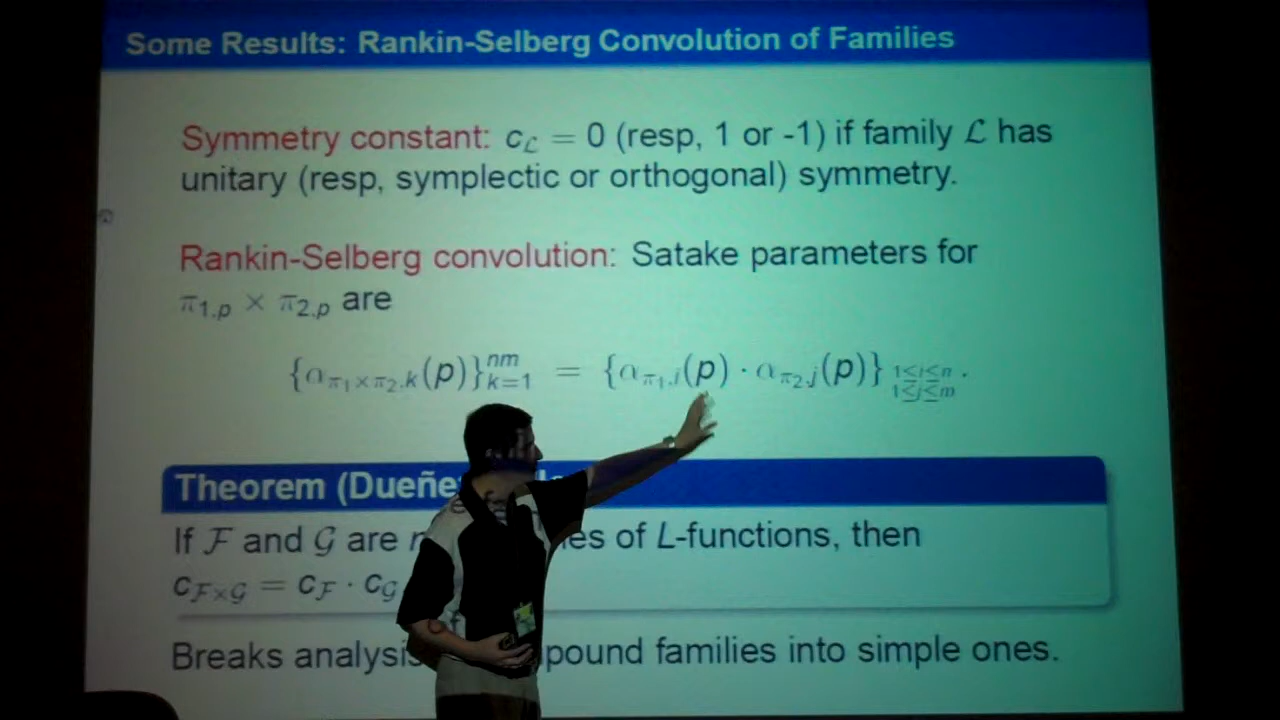 Some Results: Rankin-Selberg Convolution of Families
Symmetry constant: c_ℒ = 0 (resp, 1 or -1) if family ℒ has
unitary (resp, symplectic or orthogonal) symmetry.
Rankin-Selberg convolution: Satake parameters for
π_{1,p} × π_{2,p} are
{α_{π₁×π₂,k}(p)}_{k=1}^{nm} = {α_{π₁,i}(p) · α_{π₂,j}(p)}_{1≤i≤n, 1≤j≤m}.
Theorem (Dueñe
If ℱ and 𝒢 are of L-functions, then
c_{ℱ×𝒢} = c_ℱ · c_𝒢
Breaks analysis pound families into simple ones.